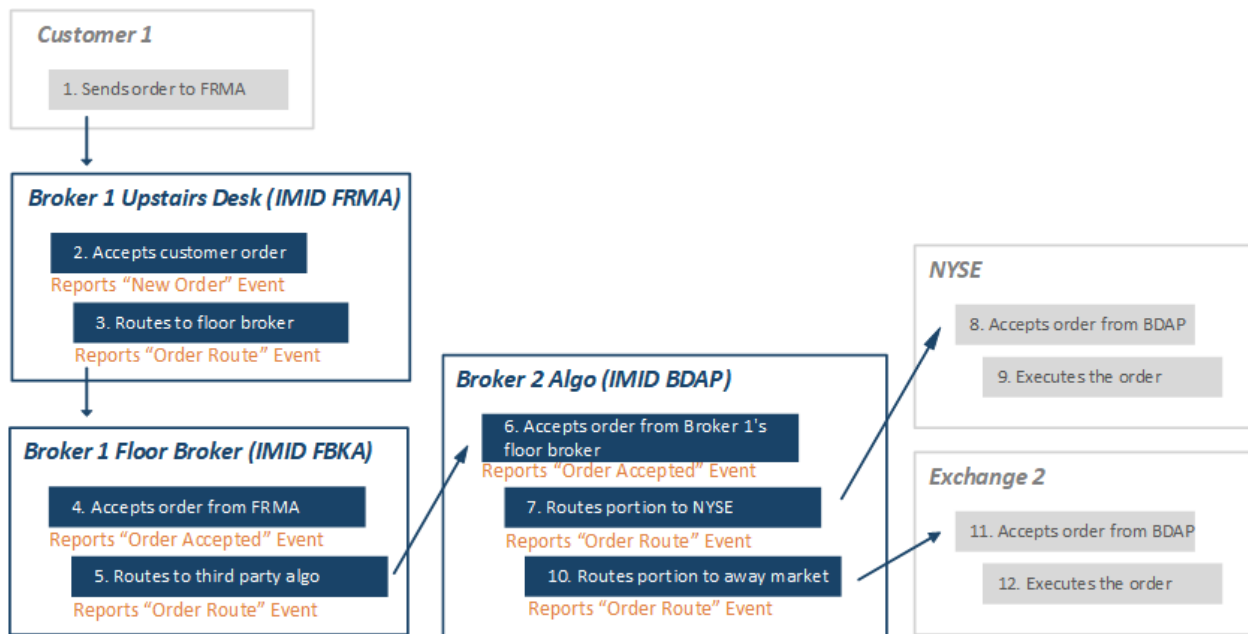 Customer 1
1. Sends order to FRMA
Broker 1 Upstairs Desk (IMID FRMA)
2. Accepts customer order
Reports “New Order” Event
3. Routes to floor broker
Reports “Order Route” Event
Broker 1 Floor Broker (IMID FBKA)
4. Accepts order from FRMA
Reports “Order Accepted” Event
5. Routes to third party algo
Reports “Order Route” Event
Broker 2 Algo (IMID BDAP)
6. Accepts order from Broker 1's
floor broker
Reports “Order Accepted” Event
7. Routes portion to NYSE
Reports “Order Route” Event
10. Routes portion to away market
Reports “Order Route” Event
NYSE
8. Accepts order from BDAP
9. Executes the order
Exchange 2
11. Accepts order from BDAP
12. Executes the order